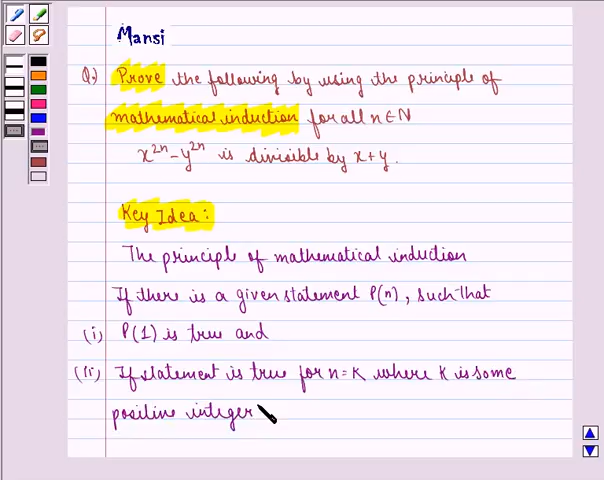 Mansi
Q. Prove the following by using the principle of
mathematical induction for all n∈N
x²ⁿ-y²ⁿ is divisible by x+y.
Key Idea:
The principle of mathematical induction
If there is a given statement P(n), such that
(i) P(1) is true and
(ii) If statement is true for n=k where k is some
positive integer